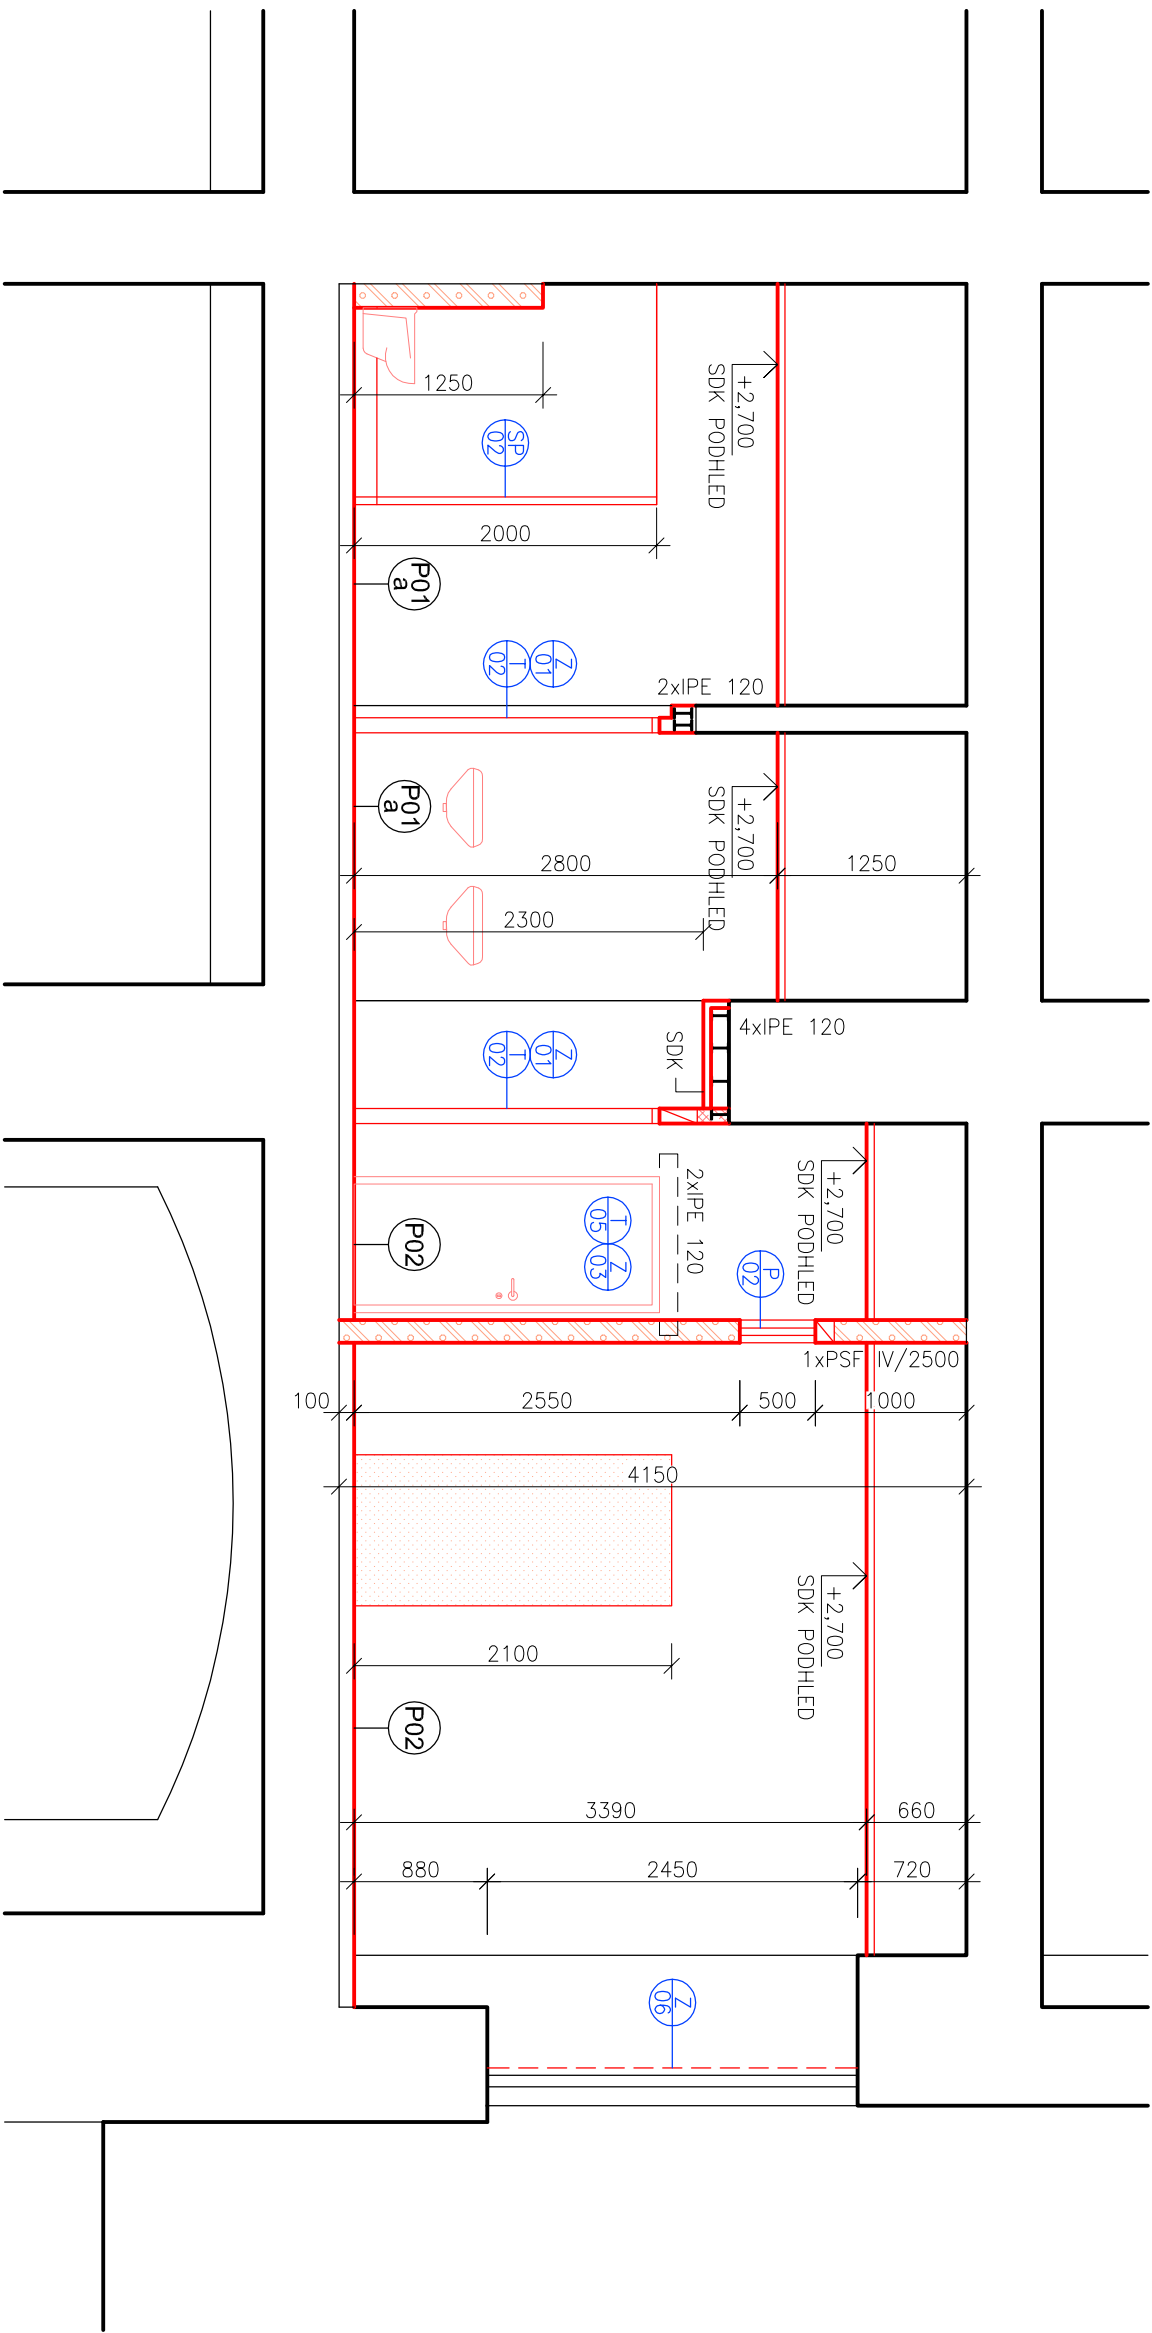 1250
SP
02
+2,700
SDK PODHLED
2000
P01
a
Z
01
T
02
2xIPE 120
P01
a
+2,700
SDK PODHLED
2800
1250
2300
4xIPE 120
SDK
Z
01
T
02
+2,700
SDK PODHLED
2xIPE 120
T
05
Z
03
P02
P
02
1xPSF IV/2500
100
2550
500
1000
4150
+2,700
SDK PODHLED
2100
P02
3390
660
880
2450
720
Z
06